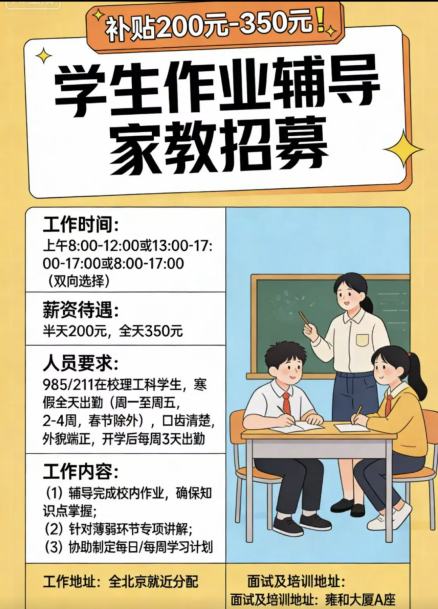 补贴200元-350元!
学生作业辅导
家教招募
工作时间：
上午8:00-12:00或13:00-17:
00-17:00或8:00-17:00
（双向选择）
薪资待遇：
半天200元，全天350元
人员要求：
985/211在校理工科学生，寒
假全天出勤（周一至周五，
2-4周，春节除外），口齿清楚，
外貌端正，开学后每周3天出勤
工作内容：
（1）辅导完成校内作业，确保知
识点掌握；
（2）针对薄弱环节专项讲解；
（3）协助制定每日/每周学习计划
工作地址：全北京就近分配
面试及培训地址：
面试及培训地址：雍和大厦A座